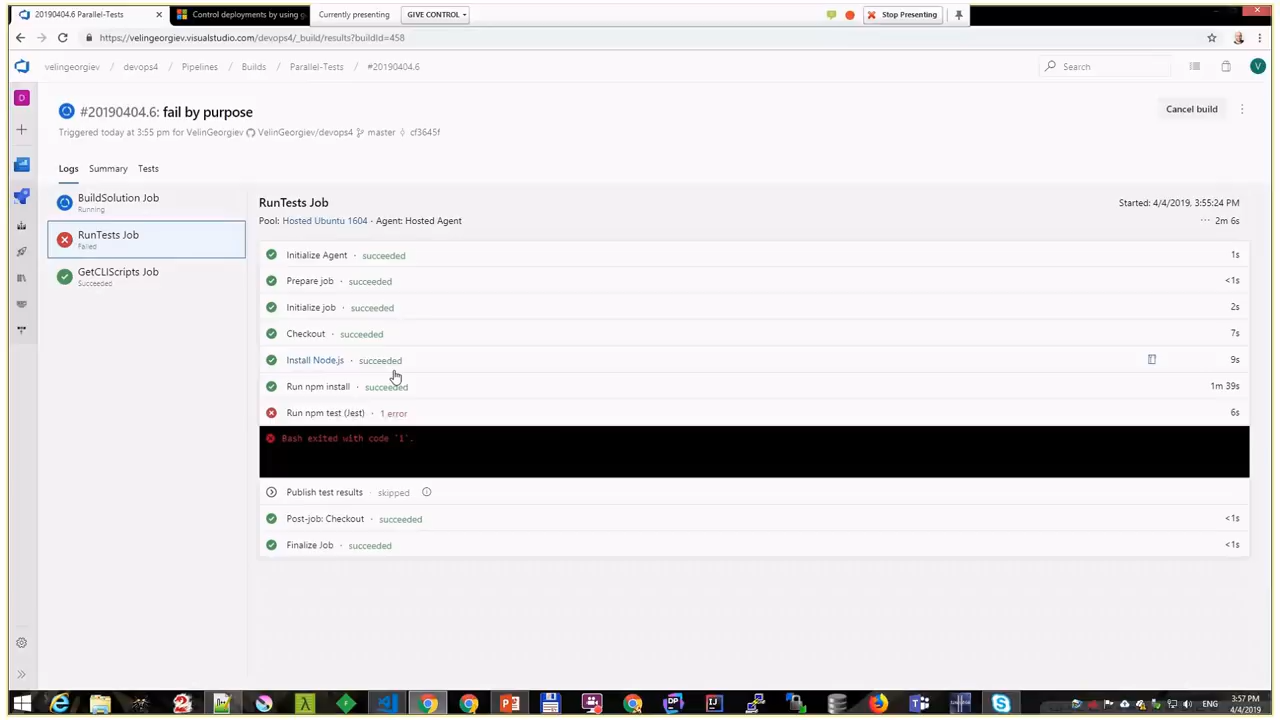 20190404.6 Parallel-Tests
Control deployments by using g
Currently presenting
GIVE CONTROL
Stop Presenting
https://velingeorgiev.visualstudio.com/devops4/_build/results?buildId=458
velingeorgiev
devops4
Pipelines
Builds
Parallel-Tests
#20190404.6
Search
V
D
#20190404.6: fail by purpose
Cancel build
Triggered today at 3:55 pm for VelinGeorgiev VelinGeorgiev/devops4 master cf3645f
Logs
Summary
Tests
BuildSolution Job
Running
RunTests Job
Failed
GetCLIScripts Job
Succeeded
RunTests Job
Started: 4/4/2019, 3:55:24 PM
Pool: Hosted Ubuntu 1604 - Agent: Hosted Agent
··· 2m 6s
Initialize Agent · succeeded
1s
Prepare job · succeeded
<1s
Initialize job · succeeded
2s
Checkout · succeeded
7s
Install Node.js · succeeded
9s
Run npm install · succeeded
1m 39s
Run npm test (Jest) · 1 error
6s
Bash exited with code '1'.
Publish test results · skipped
Post-job: Checkout · succeeded
<1s
Finalize Job · succeeded
<1s
ENG
3:57 PM
4/4/2019